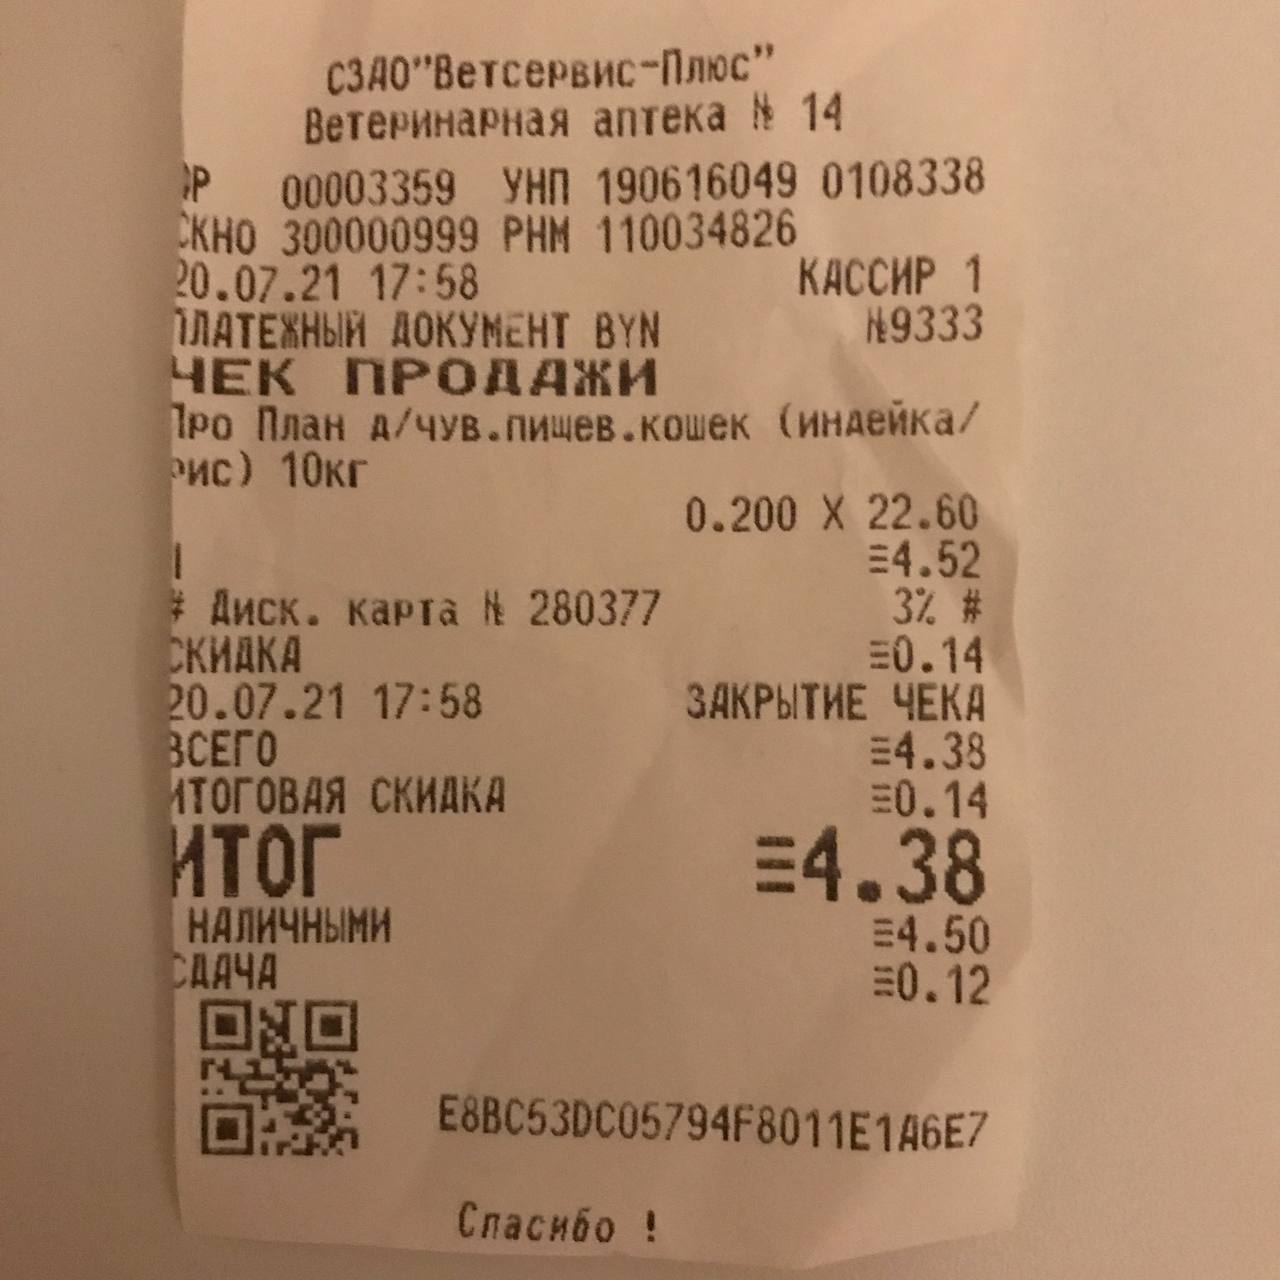 СЗАО"Ветсервис-Плюс"
Ветеринарная аптека № 14
ЭР 00003359 УНП 190616049 0108338
СКНО 300000999 РНМ 110034826
20.07.21 17:58 КАССИР 1
ПЛАТЕЖНЫЙ ДОКУМЕНТ BYN №9333
ЧЕК ПРОДАЖИ
Про План д/чув.пищев.кошек (индейка/
рис) 10кг
0.200 X 22.60
≡4.52
# Диск. карта № 280377 3% #
СКИДКА ≡0.14
20.07.21 17:58 ЗАКРЫТИЕ ЧЕКА
ВСЕГО ≡4.38
ИТОГОВАЯ СКИДКА ≡0.14
ИТОГ ≡4.38
НАЛИЧНЫМИ ≡4.50
СДАЧА ≡0.12
E8BC53DC05794F8011E1A6E7
Спасибо !